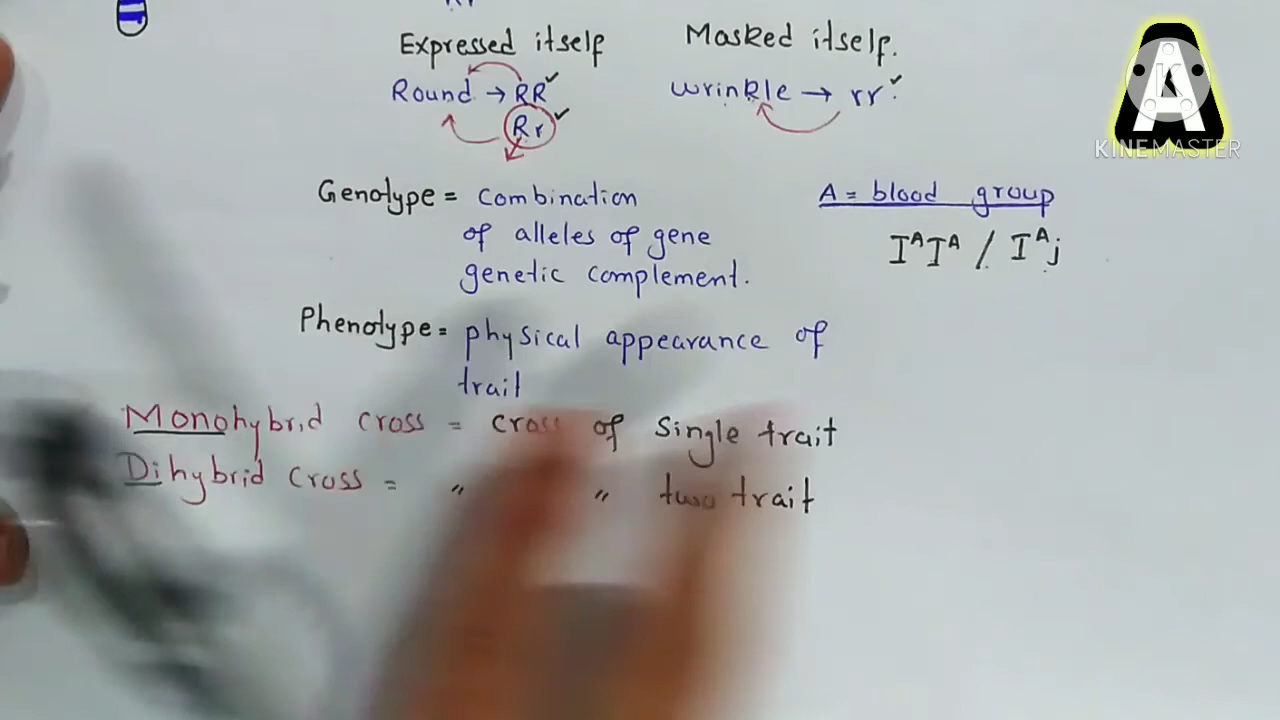 Expressed itself
Masked itself.
Round → RR ✓
Rr ✓
wrinkle → rr ✓
Genotype = combination
of alleles of gene
genetic complement.
A = blood group
IᴬIᴬ / Iᴬj
Phenotype = physical appearance of
trait
Monohybrid cross = cross of single trait
Dihybrid cross = " " two trait
K
KINEMASTER